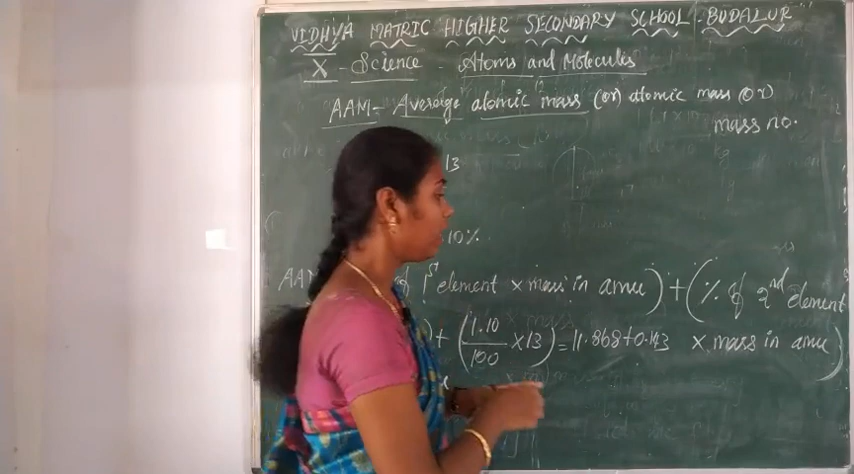 VIDHYA MATRIC HIGHER SECONDARY SCHOOL - BUDALUR
X - Science - Atoms and Molecules
AAM - Average atomic mass (or) atomic mass (or)
mass no.
13
10%
AAM of 1st element x mass in amu) + (% of 2nd element
) + (1.10/100 x 13) = 11.868 + 0.143 x mass in amu)